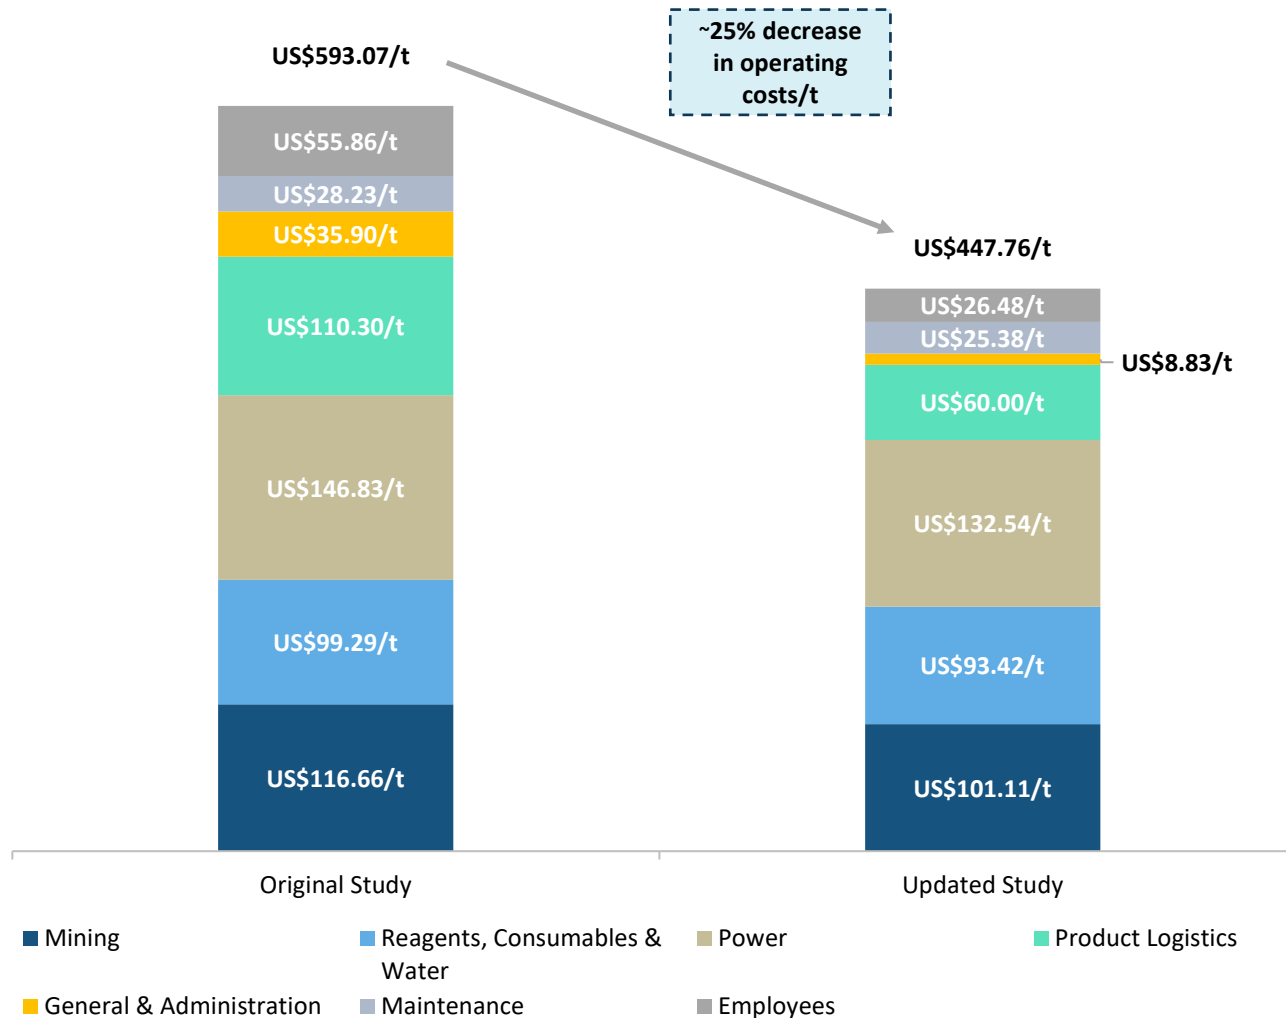 ~25% decrease
in operating
costs/t
US$593.07/t
US$55.86/t
US$28.23/t
US$35.90/t
US$110.30/t
US$146.83/t
US$99.29/t
US$116.66/t
US$447.76/t
US$26.48/t
US$25.38/t
US$8.83/t
US$60.00/t
US$132.54/t
US$93.42/t
US$101.11/t
Original Study
Updated Study
Mining
Reagents, Consumables &
Water
Power
Product Logistics
General & Administration
Maintenance
Employees